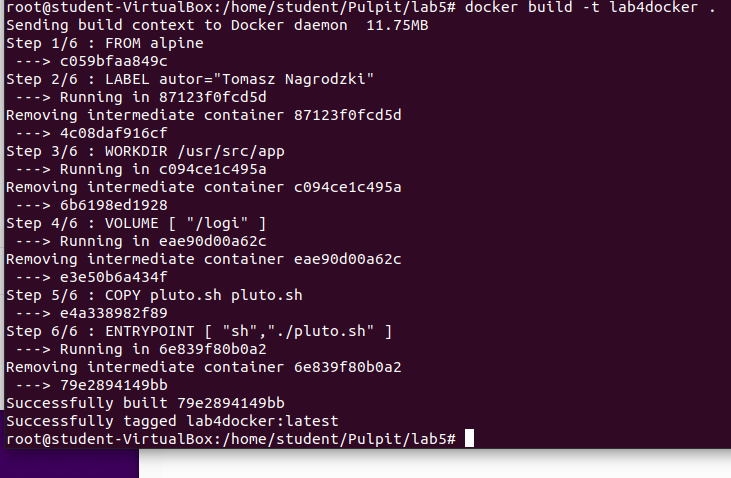 root@student-VirtualBox:/home/student/Pulpit/lab5# docker build -t lab4docker .
Sending build context to Docker daemon  11.75MB
Step 1/6 : FROM alpine
 ---> c059bfaa849c
Step 2/6 : LABEL autor="Tomasz Nagrodzki"
 ---> Running in 87123f0fcd5d
Removing intermediate container 87123f0fcd5d
 ---> 4c08daf916cf
Step 3/6 : WORKDIR /usr/src/app
 ---> Running in c094ce1c495a
Removing intermediate container c094ce1c495a
 ---> 6b6198ed1928
Step 4/6 : VOLUME [ "/logi" ]
 ---> Running in eae90d00a62c
Removing intermediate container eae90d00a62c
 ---> e3e50b6a434f
Step 5/6 : COPY pluto.sh pluto.sh
 ---> e4a338982f89
Step 6/6 : ENTRYPOINT [ "sh","./pluto.sh" ]
 ---> Running in 6e839f80b0a2
Removing intermediate container 6e839f80b0a2
 ---> 79e2894149bb
Successfully built 79e2894149bb
Successfully tagged lab4docker:latest
root@student-VirtualBox:/home/student/Pulpit/lab5#